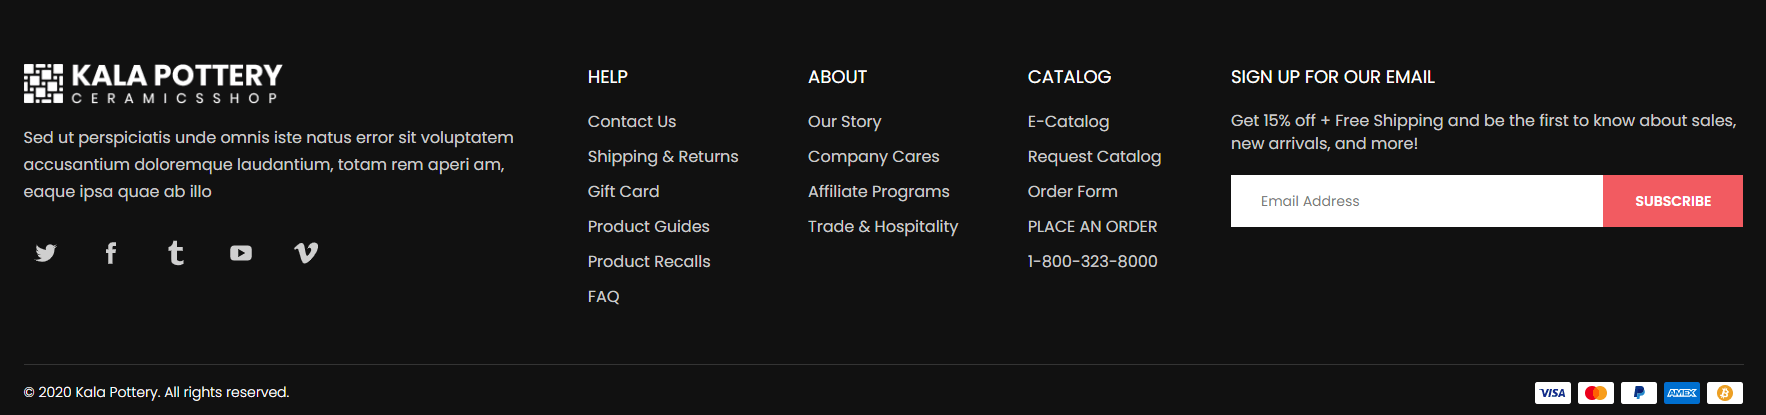 KALA POTTERY
CERAMICSSHOP
Sed ut perspiciatis unde omnis iste natus error sit voluptatem
accusantium doloremque laudantium, totam rem aperi am,
eaque ipsa quae ab illo
HELP
Contact Us
Shipping & Returns
Gift Card
Product Guides
Product Recalls
FAQ
ABOUT
Our Story
Company Cares
Affiliate Programs
Trade & Hospitality
CATALOG
E-Catalog
Request Catalog
Order Form
PLACE AN ORDER
1-800-323-8000
SIGN UP FOR OUR EMAIL
Get 15% off + Free Shipping and be the first to know about sales,
new arrivals, and more!
Email Address
SUBSCRIBE
© 2020 Kala Pottery. All rights reserved.
VISA
AMEX